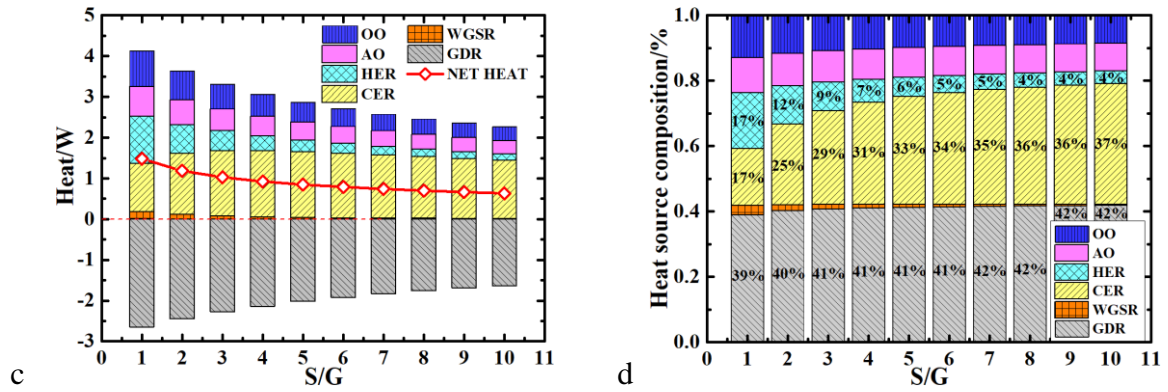 5
4
3
2
1
0
-1
-2
-3
Heat/W
OO
AO
HER
CER
WGSR
GDR
NET HEAT
0 1 2 3 4 5 6 7 8 9 10 11
S/G
c
1.0
0.8
0.6
0.4
0.2
0.0
Heat source composition/%
17% 12% 9% 7% 6% 5% 5% 4% 4% 4%
17% 25% 29% 31% 33% 34% 35% 36% 36% 37%
39% 40% 41% 41% 41% 41% 42% 42% 42% 42%
OO
AO
HER
CER
WGSR
GDR
0 1 2 3 4 5 6 7 8 9 10 11
S/G
d